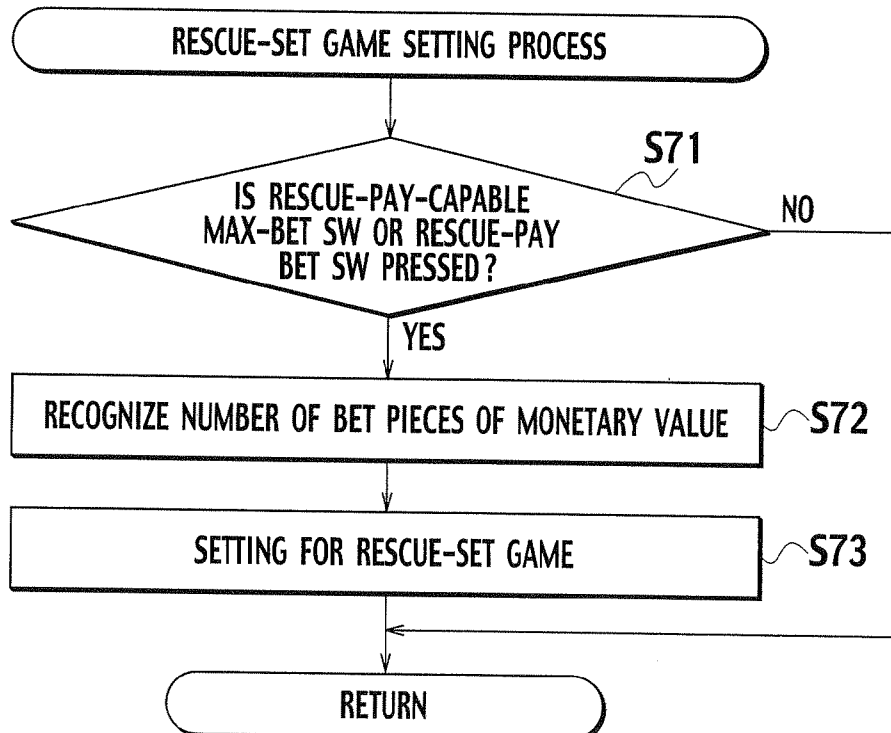 RESCUE-SET GAME SETTING PROCESS
S71
IS RESCUE-PAY-CAPABLE
MAX-BET SW OR RESCUE-PAY
BET SW PRESSED?
NO
YES
RECOGNIZE NUMBER OF BET PIECES OF MONETARY VALUE
S72
SETTING FOR RESCUE-SET GAME
S73
RETURN